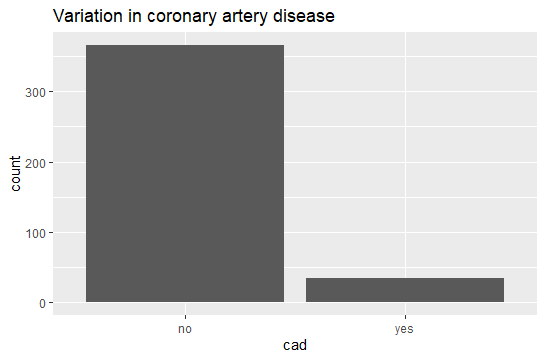 Variation in coronary artery disease
count
300
200
100
0
no yes
cad